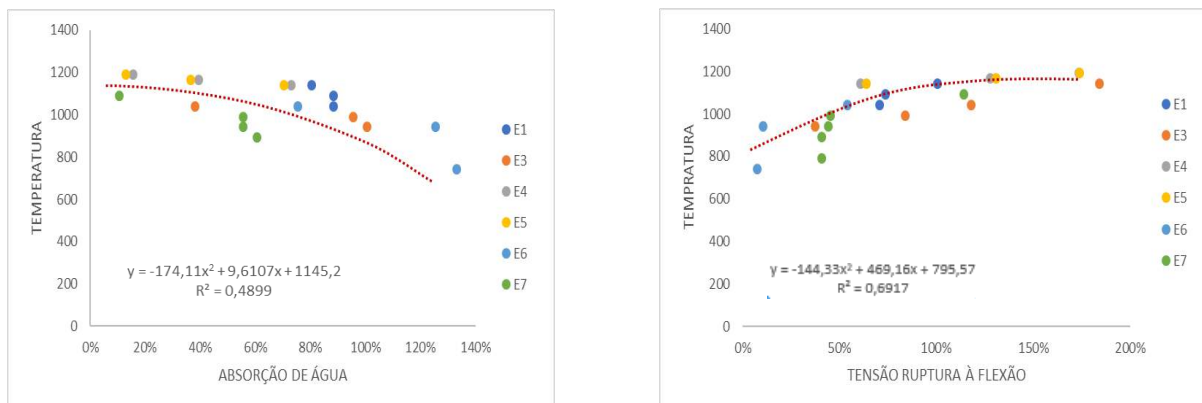 1400
1200
1000
800
600
400
200
0
TEMPERATURA
y = -174,11x² + 9,6107x + 1145,2
R² = 0,4899
0% 20% 40% 60% 80% 100% 120% 140%
ABSORÇÃO DE ÁGUA
E1
E3
E4
E5
E6
E7
1400
1200
1000
800
600
400
200
0
TEMPRATURA
y = -144,33x² + 469,16x + 795,57
R² = 0,6917
0% 50% 100% 150% 200%
TENSÃO RUPTURA À FLEXÃO
E1
E3
E4
E5
E6
E7